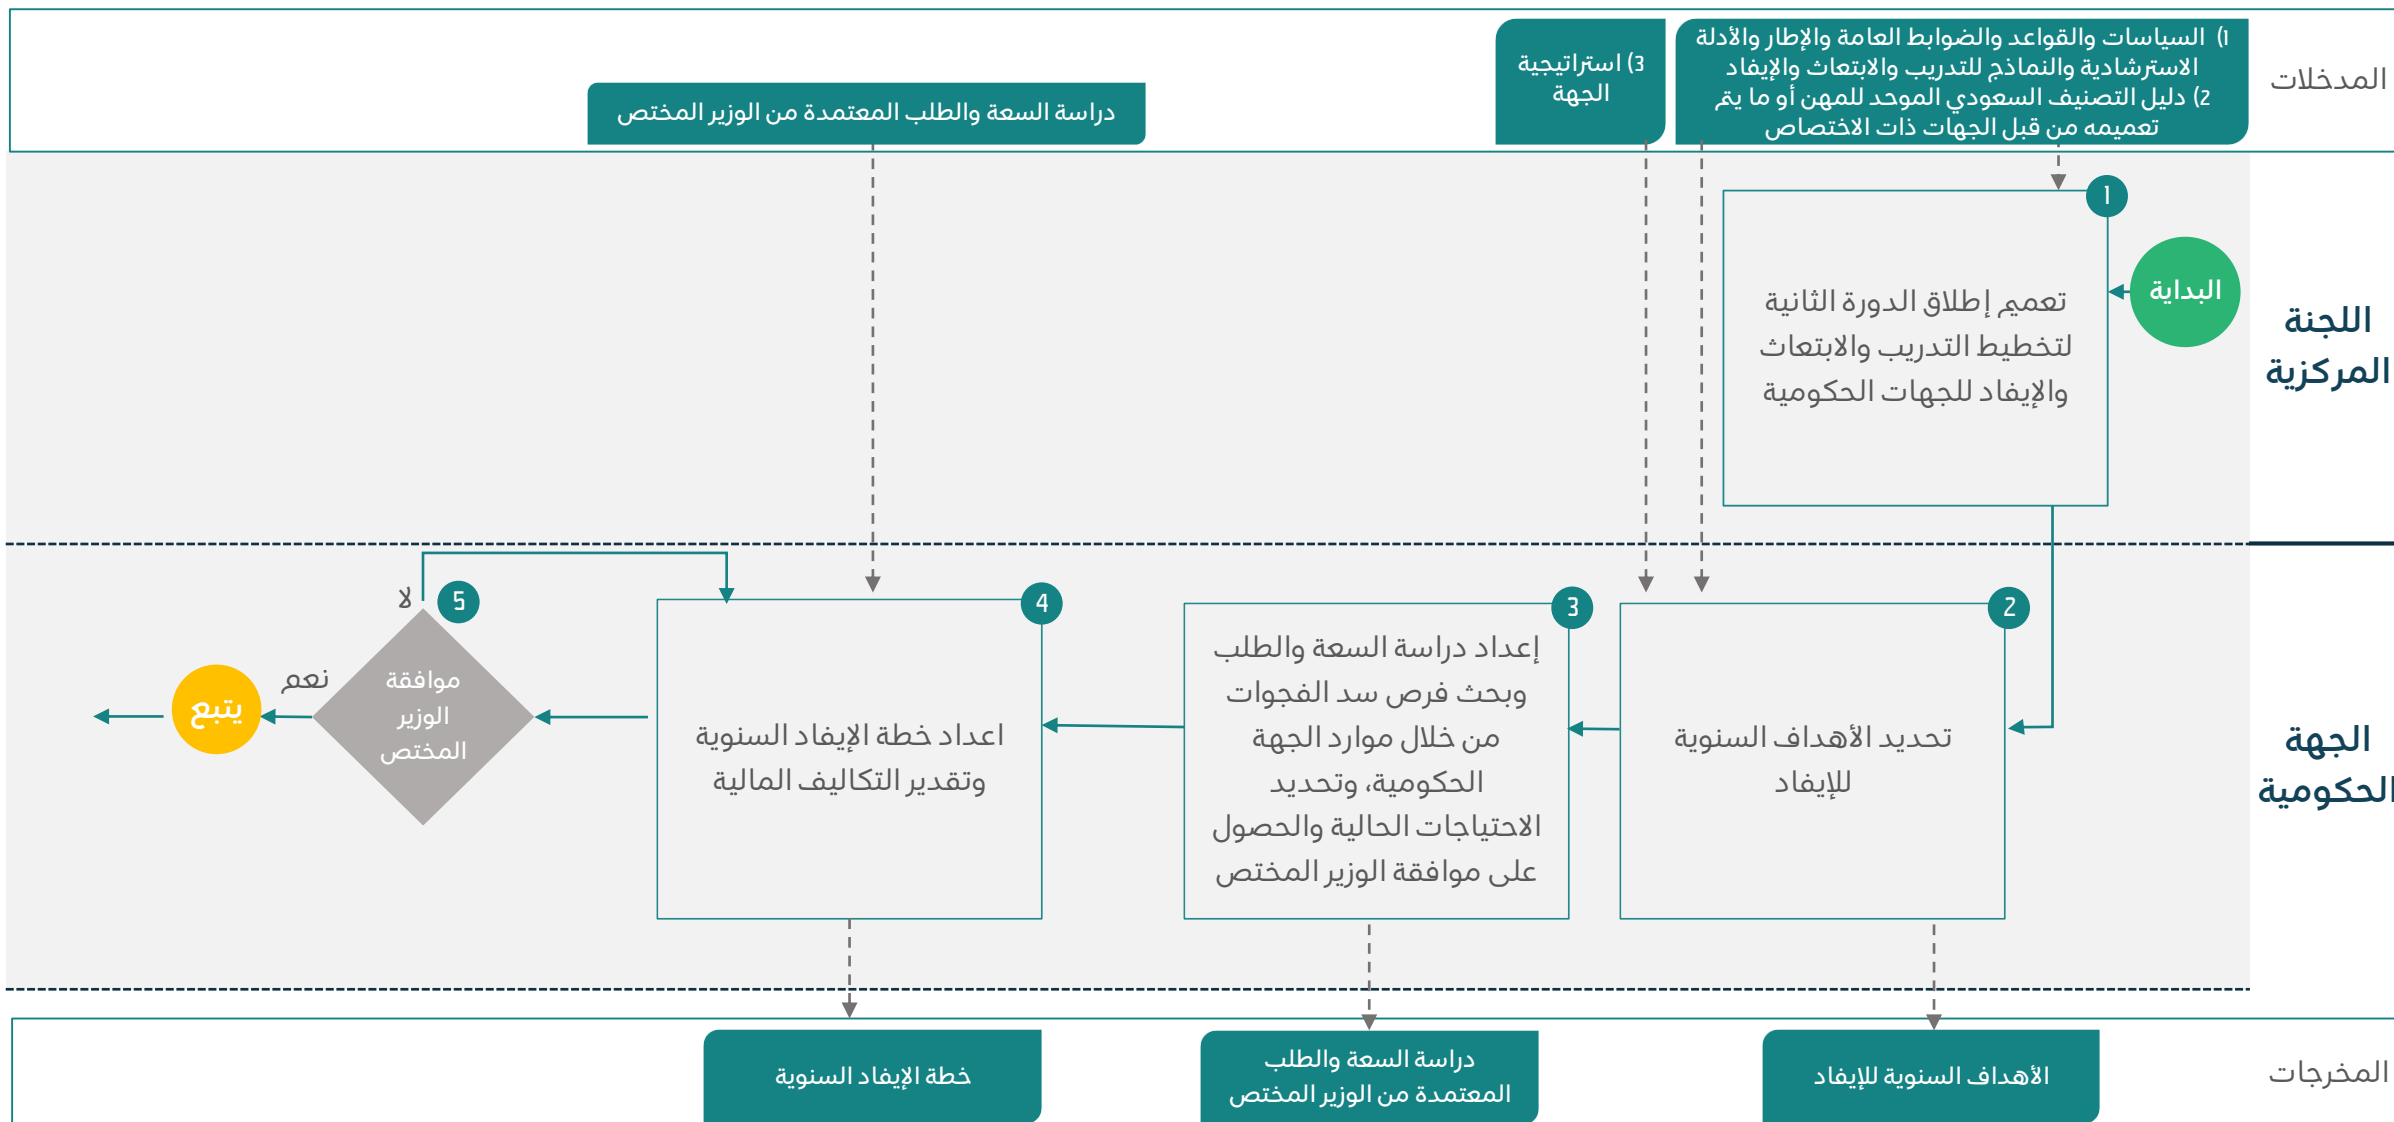 المدخلات
1) السياسات والقواعد والضوابط العامة والإطار والأدلة
الاسترشادية والنماذج للتدريب والابتعاث والإيفاد
2) دليل التصنيف السعودي الموحد للمهن أو ما يتم
تعميمه من قبل الجهات ذات الاختصاص
3) استراتيجية
الجهة
دراسة السعة والطلب المعتمدة من الوزير المختص
اللجنة
المركزية
البداية
1
تعميم إطلاق الدورة الثانية
لتخطيط التدريب والابتعاث
والإيفاد للجهات الحكومية
الجهة
الحكومية
2
تحديد الأهداف السنوية
للإيفاد
3
إعداد دراسة السعة والطلب
وبحث فرص سد الفجوات
من خلال موارد الجهة
الحكومية، وتحديد
الاحتياجات الحالية والحصول
على موافقة الوزير المختص
4
اعداد خطة الإيفاد السنوية
وتقدير التكاليف المالية
5
لا
موافقة
الوزير
المختص
نعم
يتبع
المخرجات
الأهداف السنوية للإيفاد
دراسة السعة والطلب
المعتمدة من الوزير المختص
خطة الإيفاد السنوية